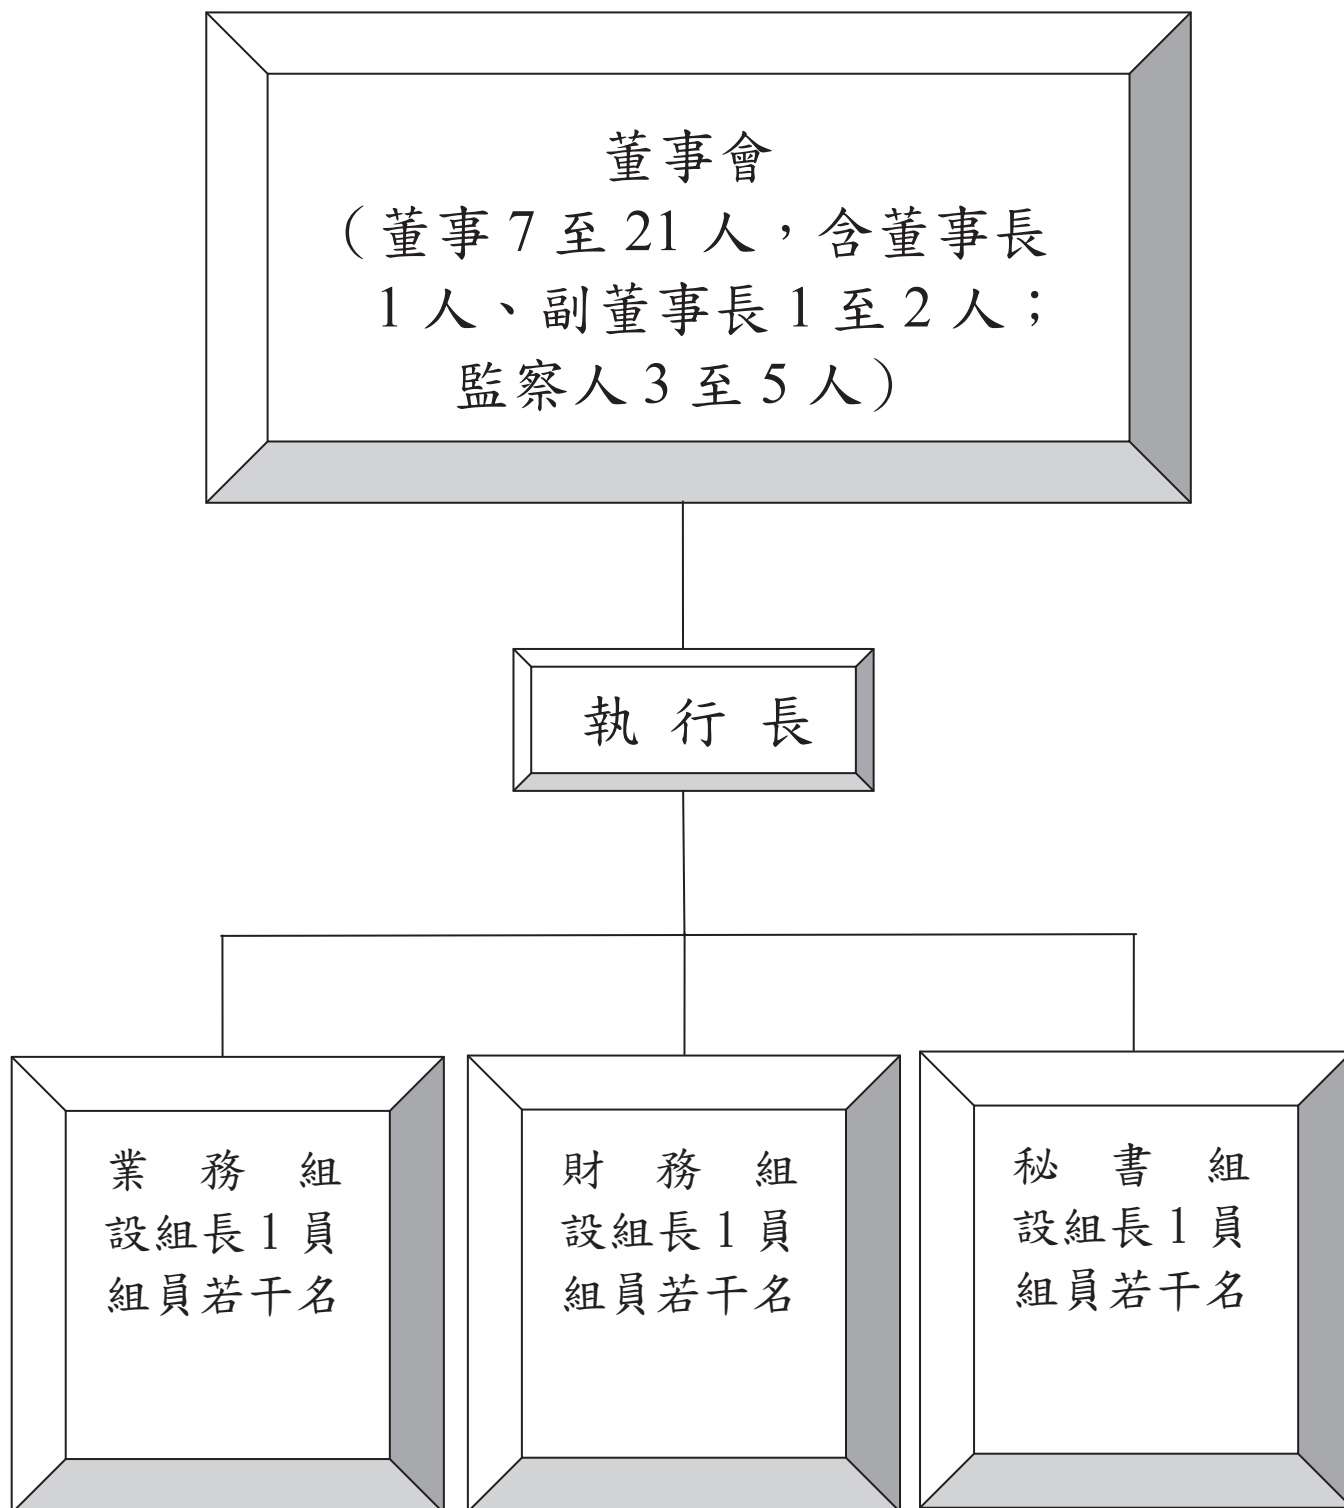 董事會
（董事 7 至 21 人，含董事長
1 人、副董事長 1 至 2 人；
監察人 3 至 5 人）
執行長
業務組
設組長 1 員
組員若干名
財務組
設組長 1 員
組員若干名
秘書組
設組長 1 員
組員若干名